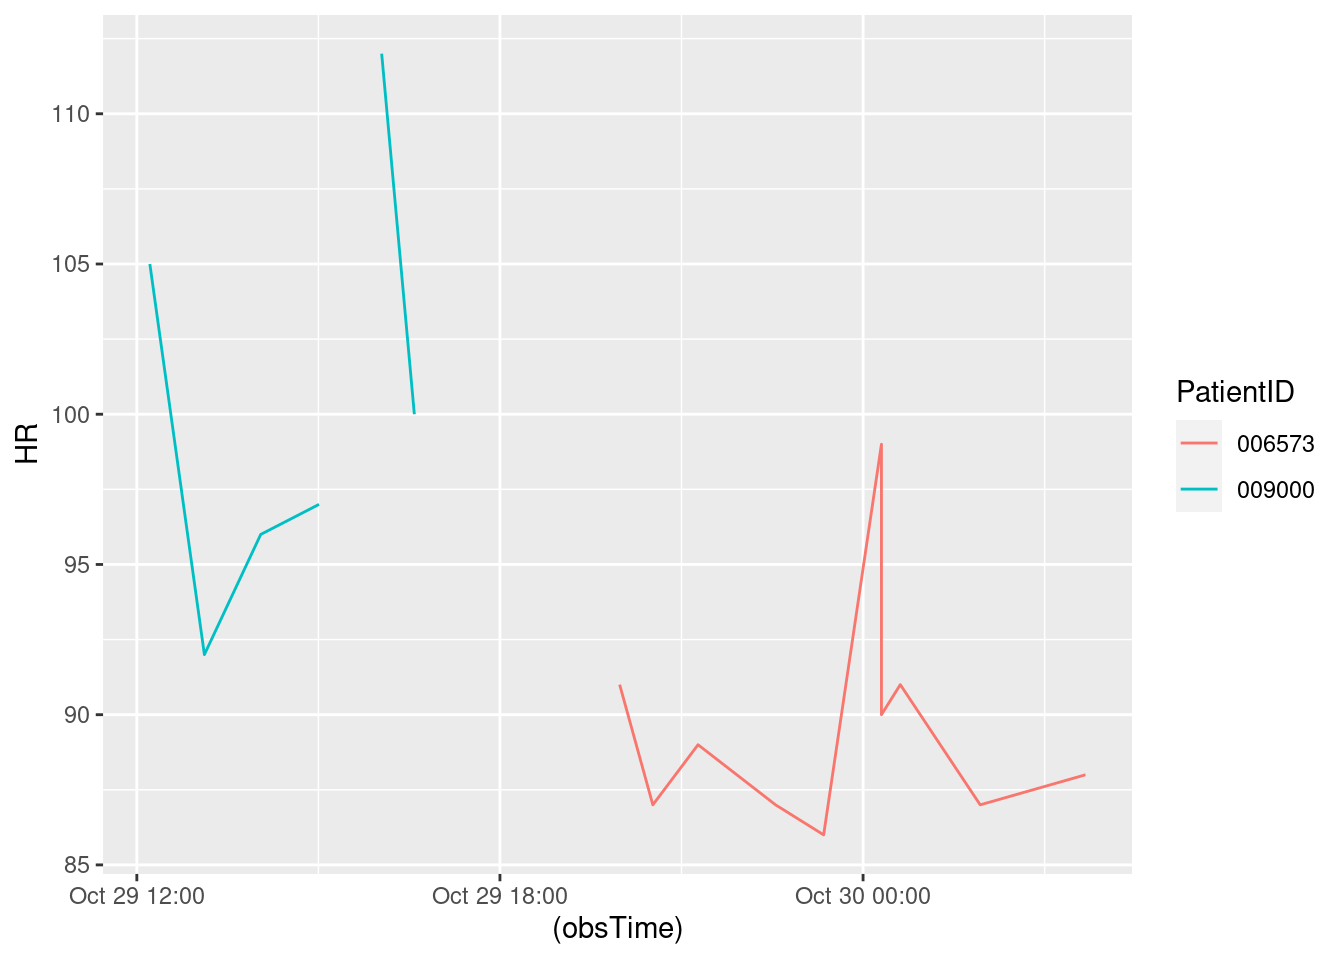 110
105
100
95
90
85
HR
Oct 29 12:00
Oct 29 18:00
Oct 30 00:00
(obsTime)
PatientID
006573
009000